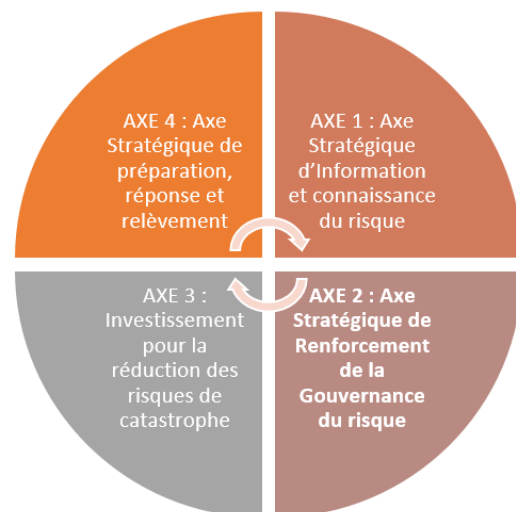 AXE 4 : Axe
Stratégique de
préparation,
réponse et
relèvement
AXE 1 : Axe
Stratégique
d’Information
et connaissance
du risque
AXE 3 :
Investissement
pour la
réduction des
risques de
catastrophe
AXE 2 : Axe
Stratégique de
Renforcement
de la
Gouvernance
du risque